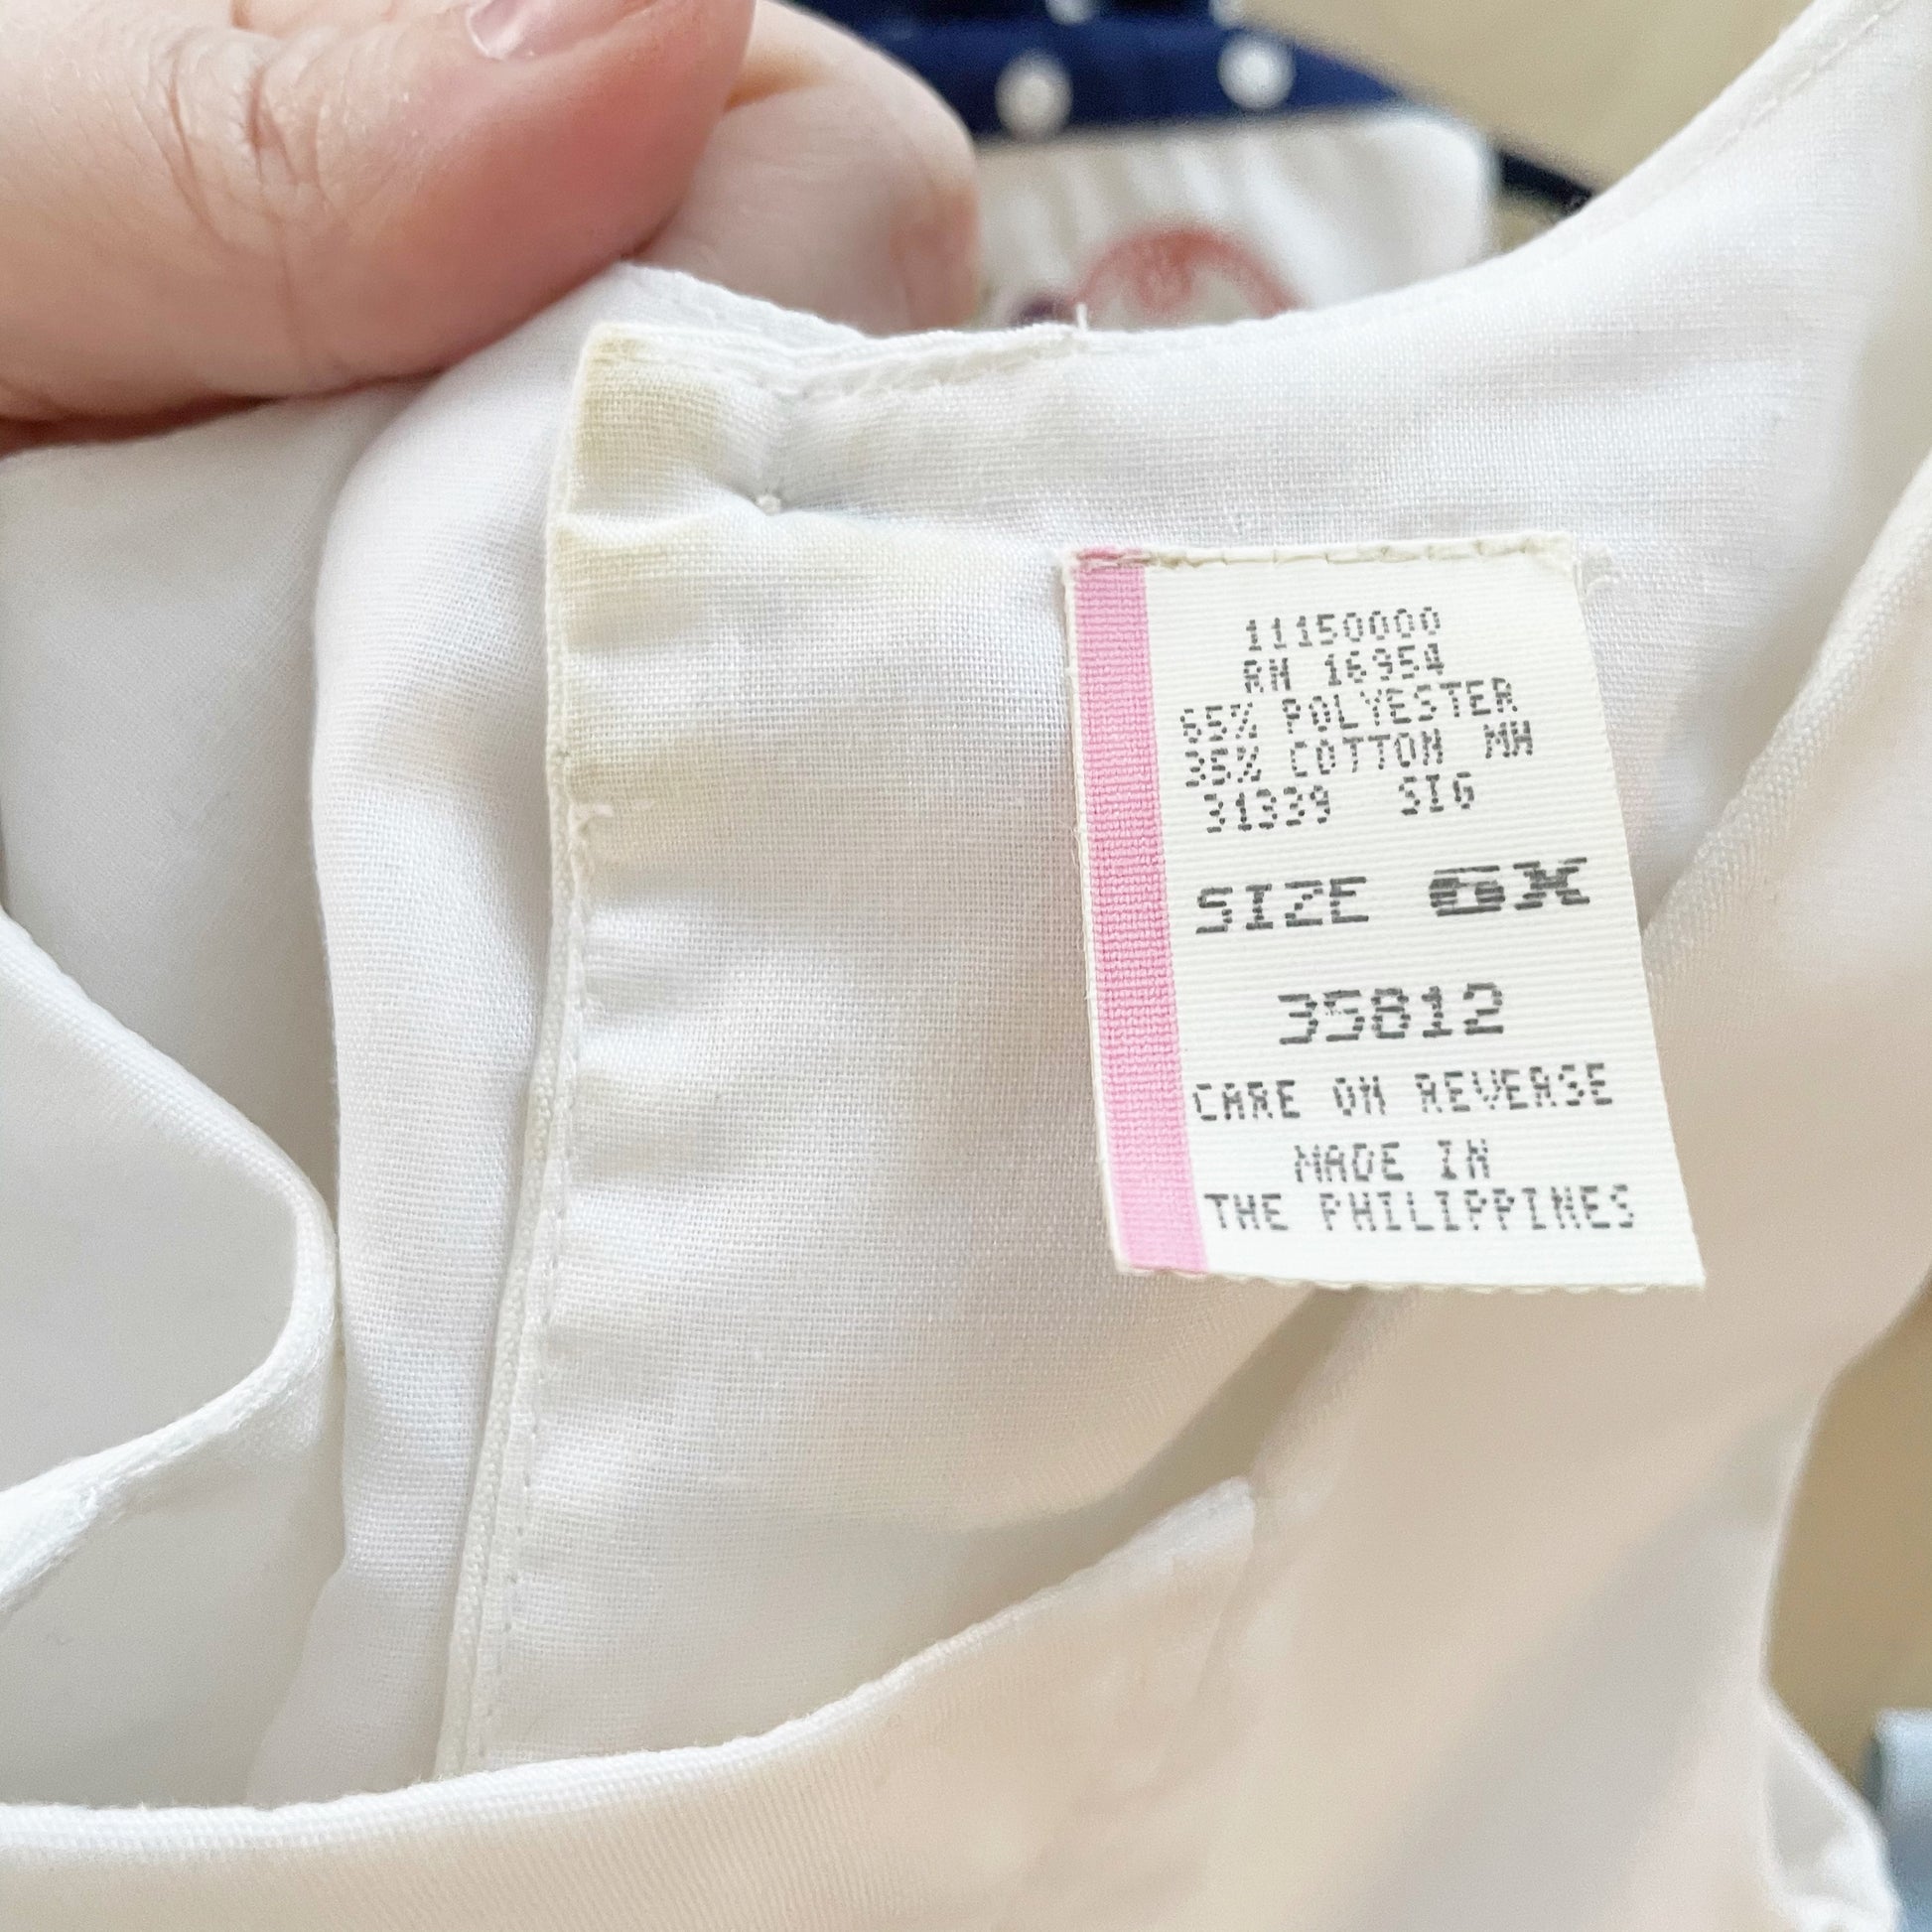 11150000
RN 16954
65% POLYESTER
35% COTTON MH
31339 SIG
SIZE 6X
35812
CARE ON REVERSE
MADE IN
THE PHILIPPINES